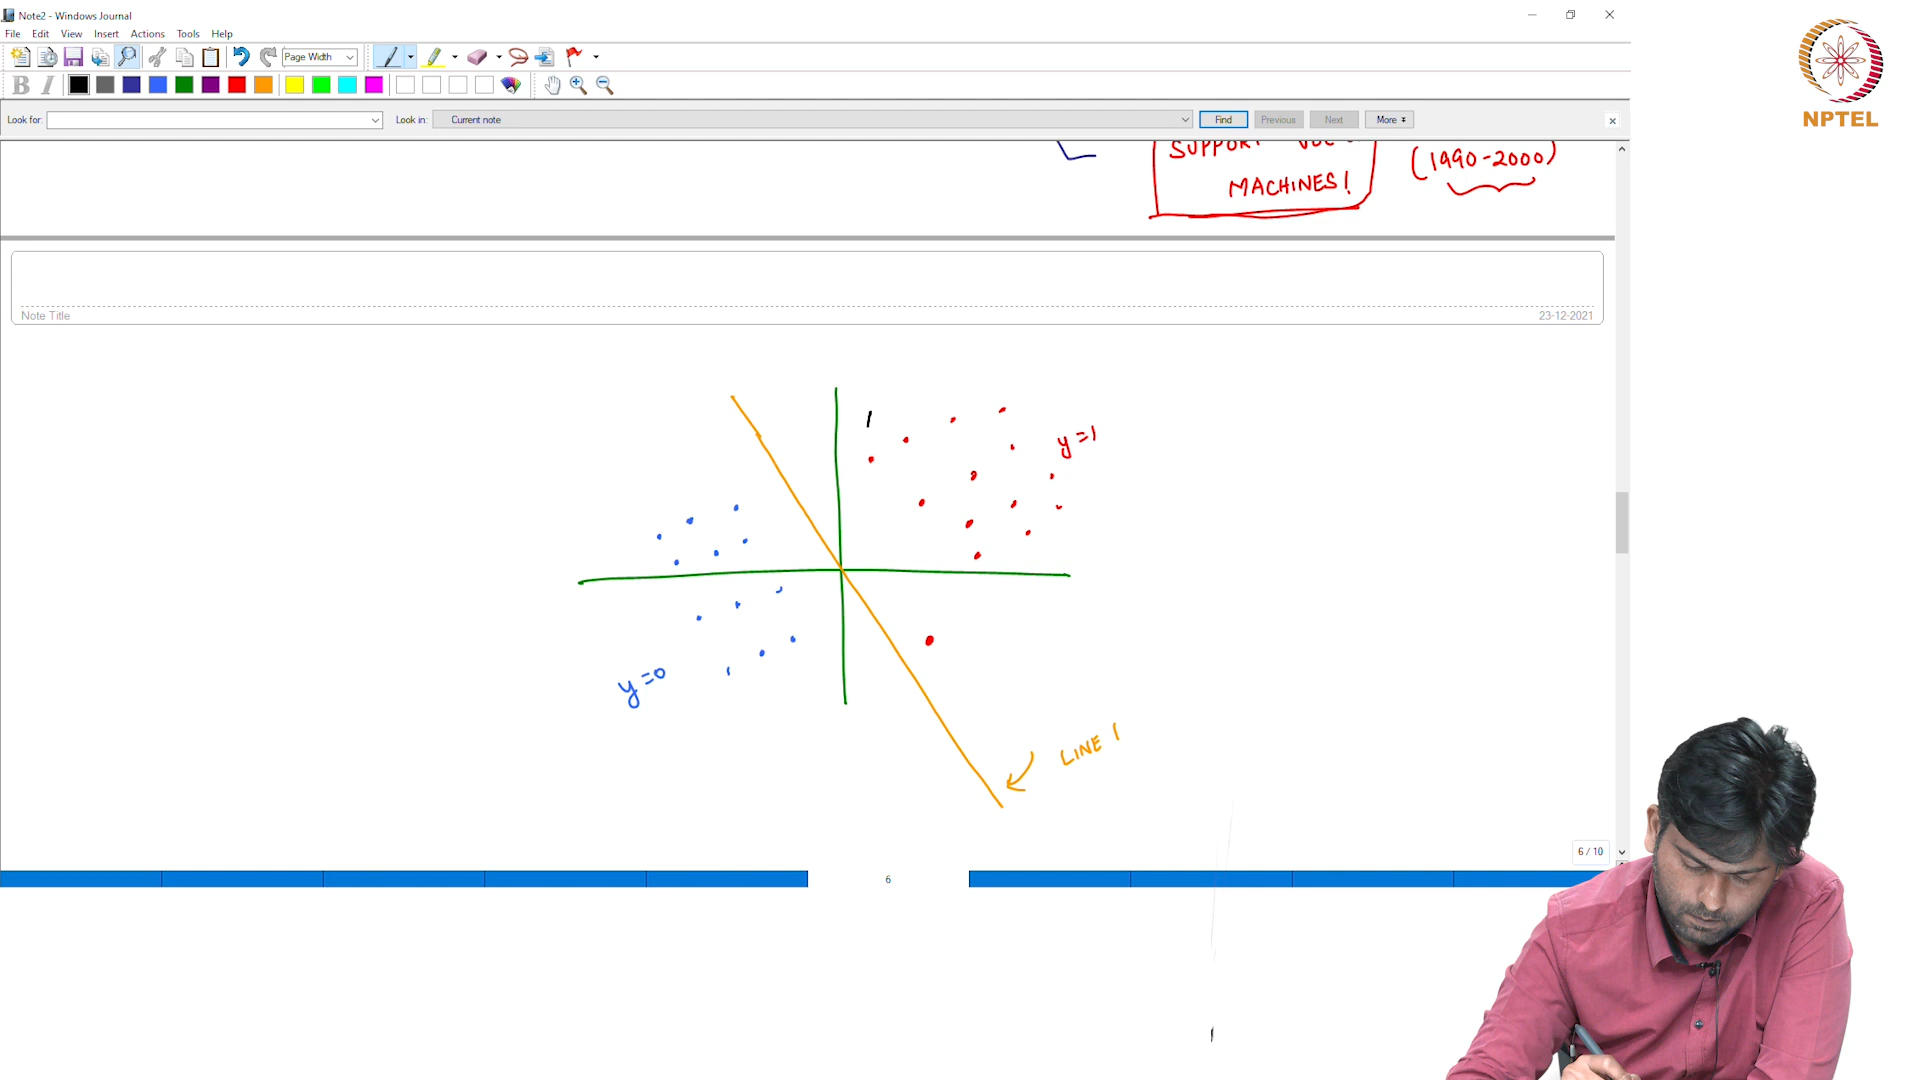 Note2 - Windows Journal
File Edit View Insert Actions Tools Help
Page Width
B I
Look for: Look in: Current note Find Previous Next More
SUPPORT
MACHINES!
(1990-2000)
Note Title
23-12-2021
y=1
y=0
LINE 1
6 / 10
6
NPTEL